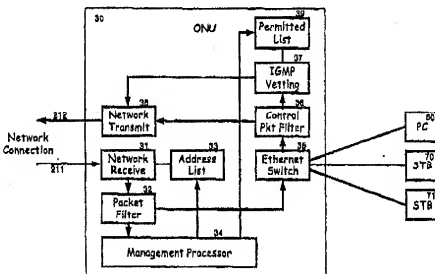 30
ONU
39
Permitted
List
37
IGMP
Vetting
38
Network
Transmit
36
Control
Pkt Filter
212
Network
Connection
211
31
Network
Receive
33
Address
List
35
Ethernet
Switch
32
Packet
Filter
34
Management Processor
60
PC
70
STB
71
STB